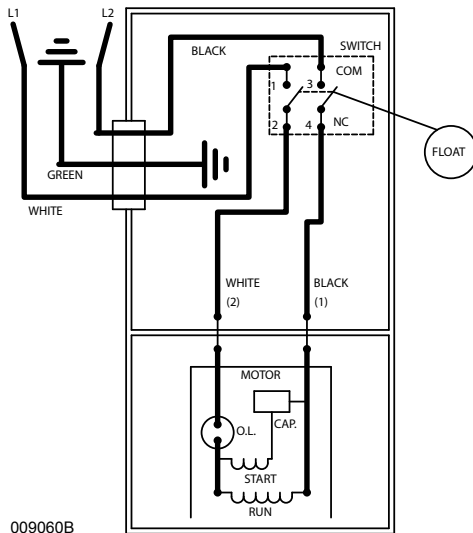 L1
L2
BLACK
SWITCH
COM
1
3
2
4
NC
FLOAT
GREEN
WHITE
WHITE
(2)
BLACK
(1)
MOTOR
CAP.
O.L.
START
RUN
009060B